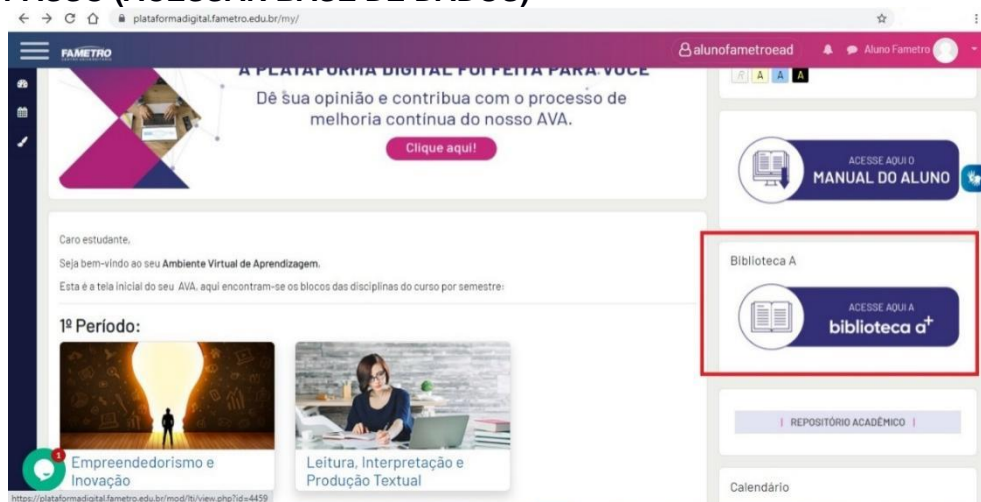 (ACESSAR BASE DE DADOS)
plataformadigital.fametro.edu.br/my/
FAMETRO
alunofametroead
Aluno Fametro
A PLATAFORMA DIGITAL FOI FEITA PARA VOCÊ
Dê sua opinião e contribua com o processo de
melhoria contínua do nosso AVA.
Clique aqui!
A A A A
ACESSE AQUI O
MANUAL DO ALUNO
Caro estudante,
Seja bem-vindo ao seu Ambiente Virtual de Aprendizagem.
Esta é a tela inicial do seu AVA, aqui encontram-se os blocos das disciplinas do curso por semestre:
Biblioteca A
ACESSE AQUI A
biblioteca a+
1º Período:
REPOSITÓRIO ACADÊMICO
1
Empreendedorismo e
Inovação
Leitura, Interpretação e
Produção Textual
Calendário
https://plataformadigital.fametro.edu.br/mod/lti/view.php?id=4459